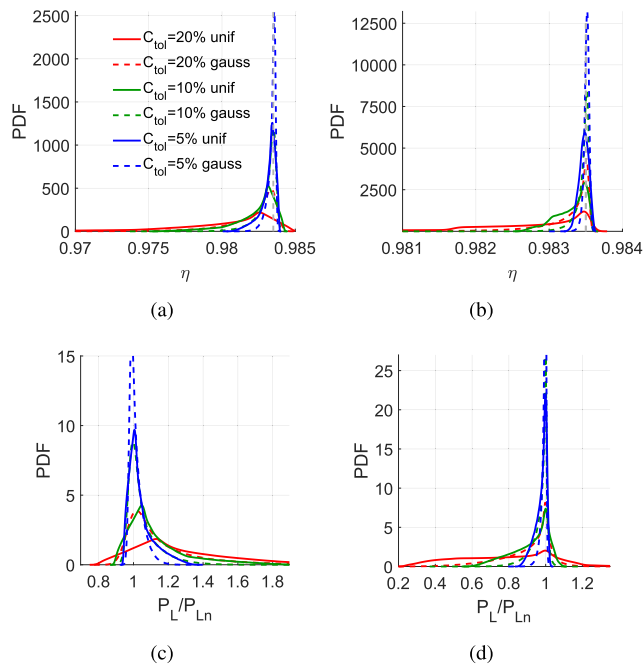 2500
2000
1500
1000
500
0
PDF
C_tol=20% unif
C_tol=20% gauss
C_tol=10% unif
C_tol=10% gauss
C_tol=5% unif
C_tol=5% gauss
0.97 0.975 0.98 0.985
η
(a)
12500
10000
7500
5000
2500
0
PDF
0.981 0.982 0.983 0.984
η
(b)
15
10
5
0
PDF
0.8 1 1.2 1.4 1.6 1.8
P_L/P_Ln
(c)
25
20
15
10
5
0
PDF
0.2 0.4 0.6 0.8 1 1.2
P_L/P_Ln
(d)